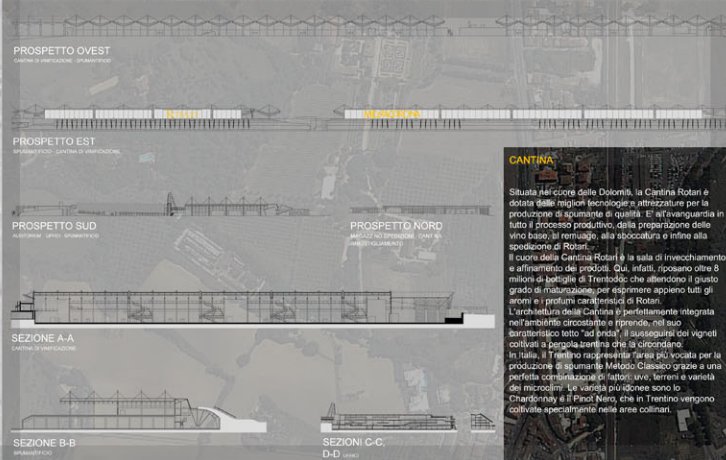 PROSPETTO OVEST
CANTINA DI VINIFICAZIONE - SPUMANTIFICIO
ROTARI
MEZZACORONA
PROSPETTO EST
SPUMANTIFICIO - CANTINA DI VINIFICAZIONE
PROSPETTO SUD
AUDITORIUM - UFFICI - SPUMANTIFICIO
PROSPETTO NORD
MAGAZZINO SPEDIZIONI - CANTINA
SEZIONE A-A
CANTINA DI VINIFICAZIONE
SEZIONE B-B
SPUMANTIFICIO
SEZIONI C-C,
D-D UFFICI
CANTINA
Situata nel cuore delle Dolomiti, la Cantina Rotari è
dotata delle migliori tecnologie e attrezzature per la
produzione di spumante di qualità. E' all'avanguardia in
tutto il processo produttivo, dalla preparazione delle
vino base, al remuage, alla sboccatura e infine alla
spedizione di Rotari.
Il cuore della Cantina Rotari è la sala di invecchiamento
e affinamento dei prodotti. Qui, infatti, riposano oltre 8
milioni di bottiglie di Trentodoc che attendono il giusto
grado di maturazione, per esprimere appieno tutti gli
aromi e i profumi caratteristici di Rotari.
L'architettura della Cantina è perfettamente integrata
nell'ambiente circostante e riprende, nel suo
caratteristico tetto "ad onda", il susseguirsi dei vigneti
coltivati a pergola trentina che la circondano.
In Italia, il Trentino rappresenta l'area più vocata per la
produzione di spumante Metodo Classico grazie a una
perfetta combinazione di fattori: uve, terreni e varietà
dei microclimi. Le varietà più idonee sono lo
Chardonnay e il Pinot Nero, che in Trentino vengono
coltivate specialmente nelle aree collinari.